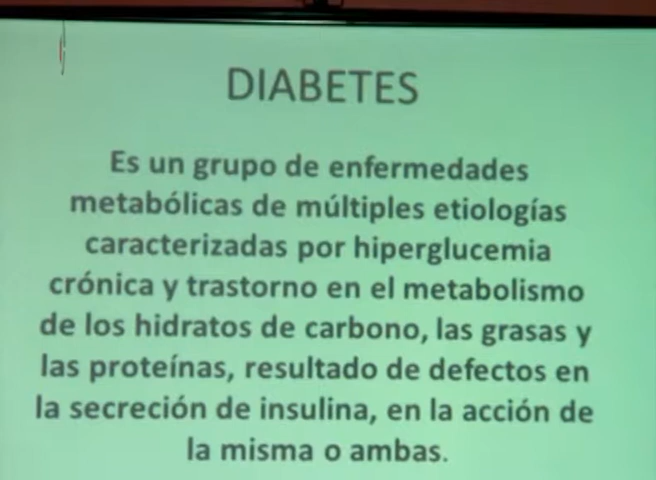 DIABETES
Es un grupo de enfermedades
metabólicas de múltiples etiologías
caracterizadas por hiperglucemia
crónica y trastorno en el metabolismo
de los hidratos de carbono, las grasas y
las proteínas, resultado de defectos en
la secreción de insulina, en la acción de
la misma o ambas.